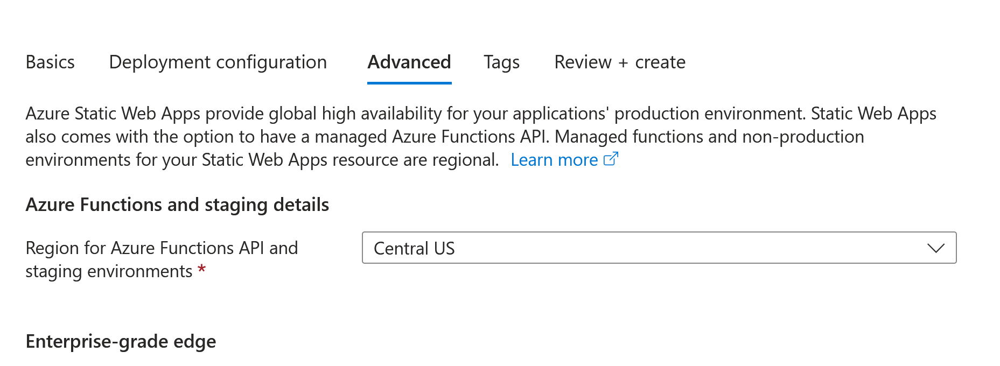 Basics Deployment configuration Advanced Tags Review + create
Azure Static Web Apps provide global high availability for your applications' production environment. Static Web Apps
also comes with the option to have a managed Azure Functions API. Managed functions and non-production
environments for your Static Web Apps resource are regional. Learn more
Azure Functions and staging details
Region for Azure Functions API and
staging environments *
Central US
Enterprise-grade edge